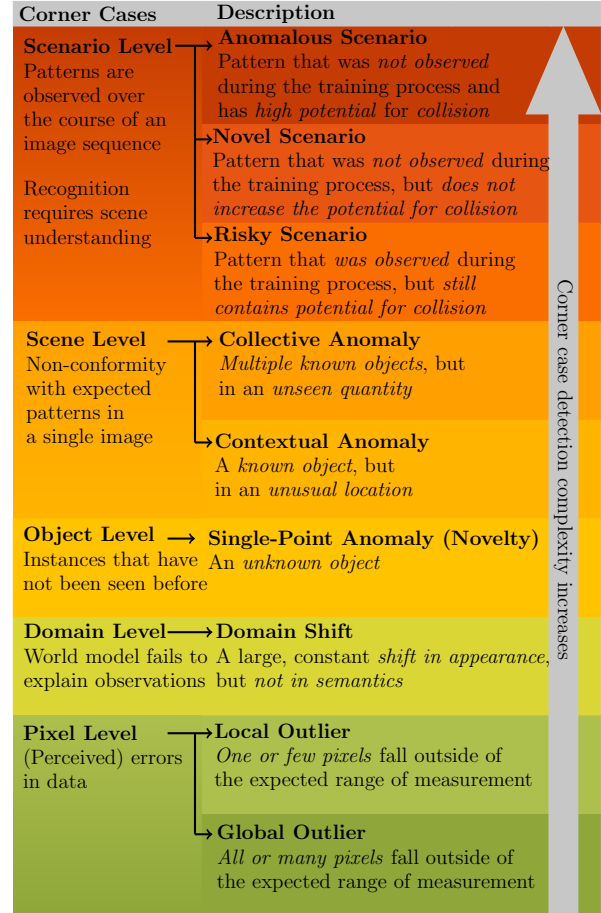 Corner Cases
Description
Scenario Level
Patterns are
observed over
the course of an
image sequence
Recognition
requires scene
understanding
Anomalous Scenario
Pattern that was not observed
during the training process and
has high potential for collision
Novel Scenario
Pattern that was not observed during
the training process, but does not
increase the potential for collision
Risky Scenario
Pattern that was observed during
the training process, but still
contains potential for collision
Scene Level
Non-conformity
with expected
patterns in
a single image
Collective Anomaly
Multiple known objects, but
in an unseen quantity
Contextual Anomaly
A known object, but
in an unusual location
Object Level
Instances that have
not been seen before
Single-Point Anomaly (Novelty)
An unknown object
Domain Level
World model fails to
explain observations
Domain Shift
A large, constant shift in appearance,
but not in semantics
Pixel Level
(Perceived) errors
in data
Local Outlier
One or few pixels fall outside of
the expected range of measurement
Global Outlier
All or many pixels fall outside of
the expected range of measurement
Corner case detection complexity increases